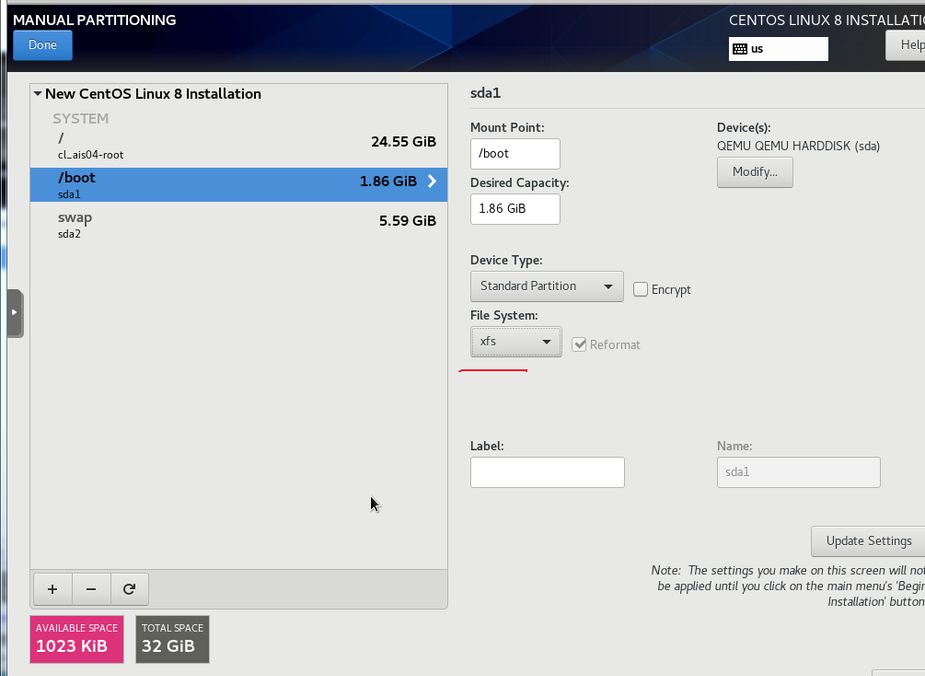 MANUAL PARTITIONING
CENTOS LINUX 8 INSTALLATI
Done
us
Help
New CentOS Linux 8 Installation
SYSTEM
/
24.55 GiB
cl_ais04-root
/boot
1.86 GiB
sda1
swap
5.59 GiB
sda2
AVAILABLE SPACE
1023 KiB
TOTAL SPACE
32 GiB
sda1
Mount Point:
/boot
Desired Capacity:
1.86 GiB
Device(s):
QEMU QEMU HARDDISK (sda)
Modify...
Device Type:
Standard Partition
Encrypt
File System:
xfs
Reformat
Label:
Name:
sda1
Update Settings
Note: The settings you make on this screen will not
be applied until you click on the main menu's 'Begin
Installation' button